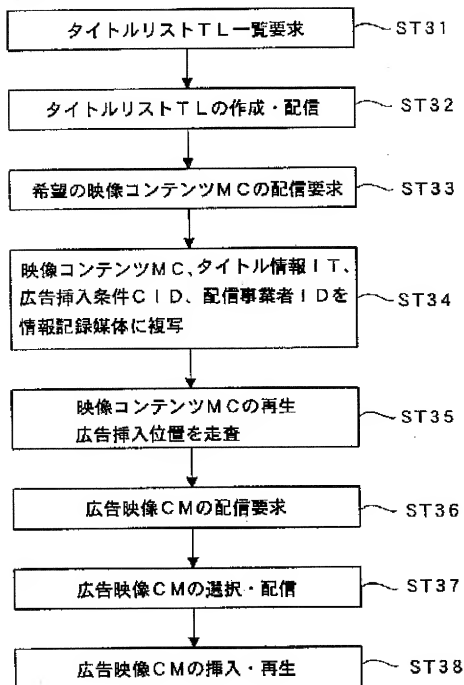 タイトルリストTL一覧要求
ST31
タイトルリストTLの作成・配信
ST32
希望の映像コンテンツMCの配信要求
ST33
映像コンテンツMC、タイトル情報IT、
広告挿入条件CID、配信事業者IDを
情報記録媒体に複写
ST34
映像コンテンツMCの再生
広告挿入位置を走査
ST35
広告映像CMの配信要求
ST36
広告映像CMの選択・配信
ST37
広告映像CMの挿入・再生
ST38